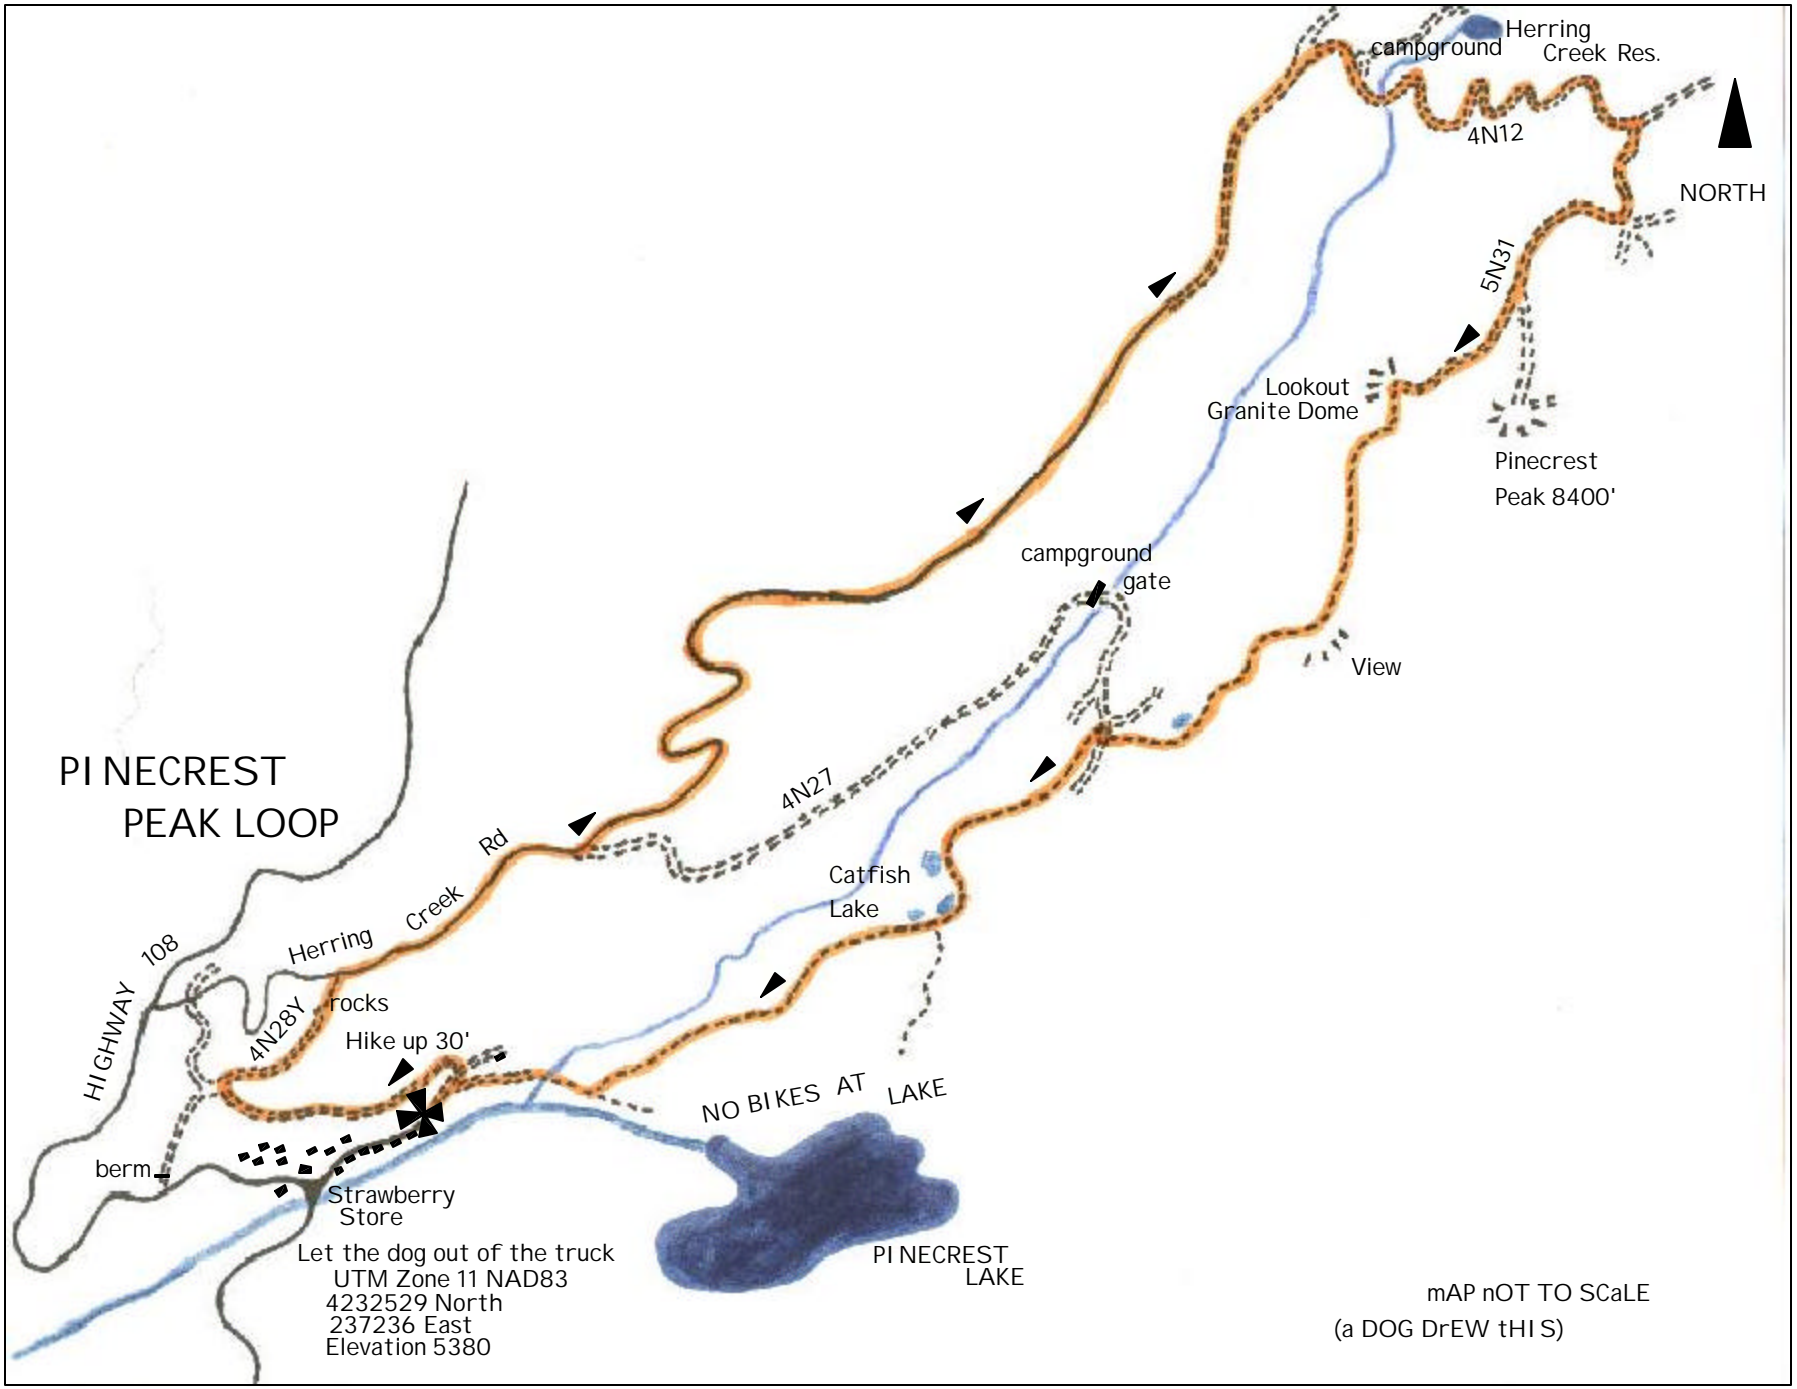 Herring
Creek Res.
campground
4N12
NORTH
5N31
Lookout
Granite Dome
Pinecrest
Peak 8400'
campground
gate
View
PINECREST
PEAK LOOP
4N27
Herring Creek Rd
Catfish
Lake
HIGHWAY 108
4N28Y
rocks
Hike up 30'
NO BIKES AT LAKE
berm
Strawberry
Store
Let the dog out of the truck
UTM Zone 11 NAD83
4232529 North
237236 East
Elevation 5380
PINECREST
LAKE
mAP nOT TO SCaLE
(a DOG DrEW tHIS)